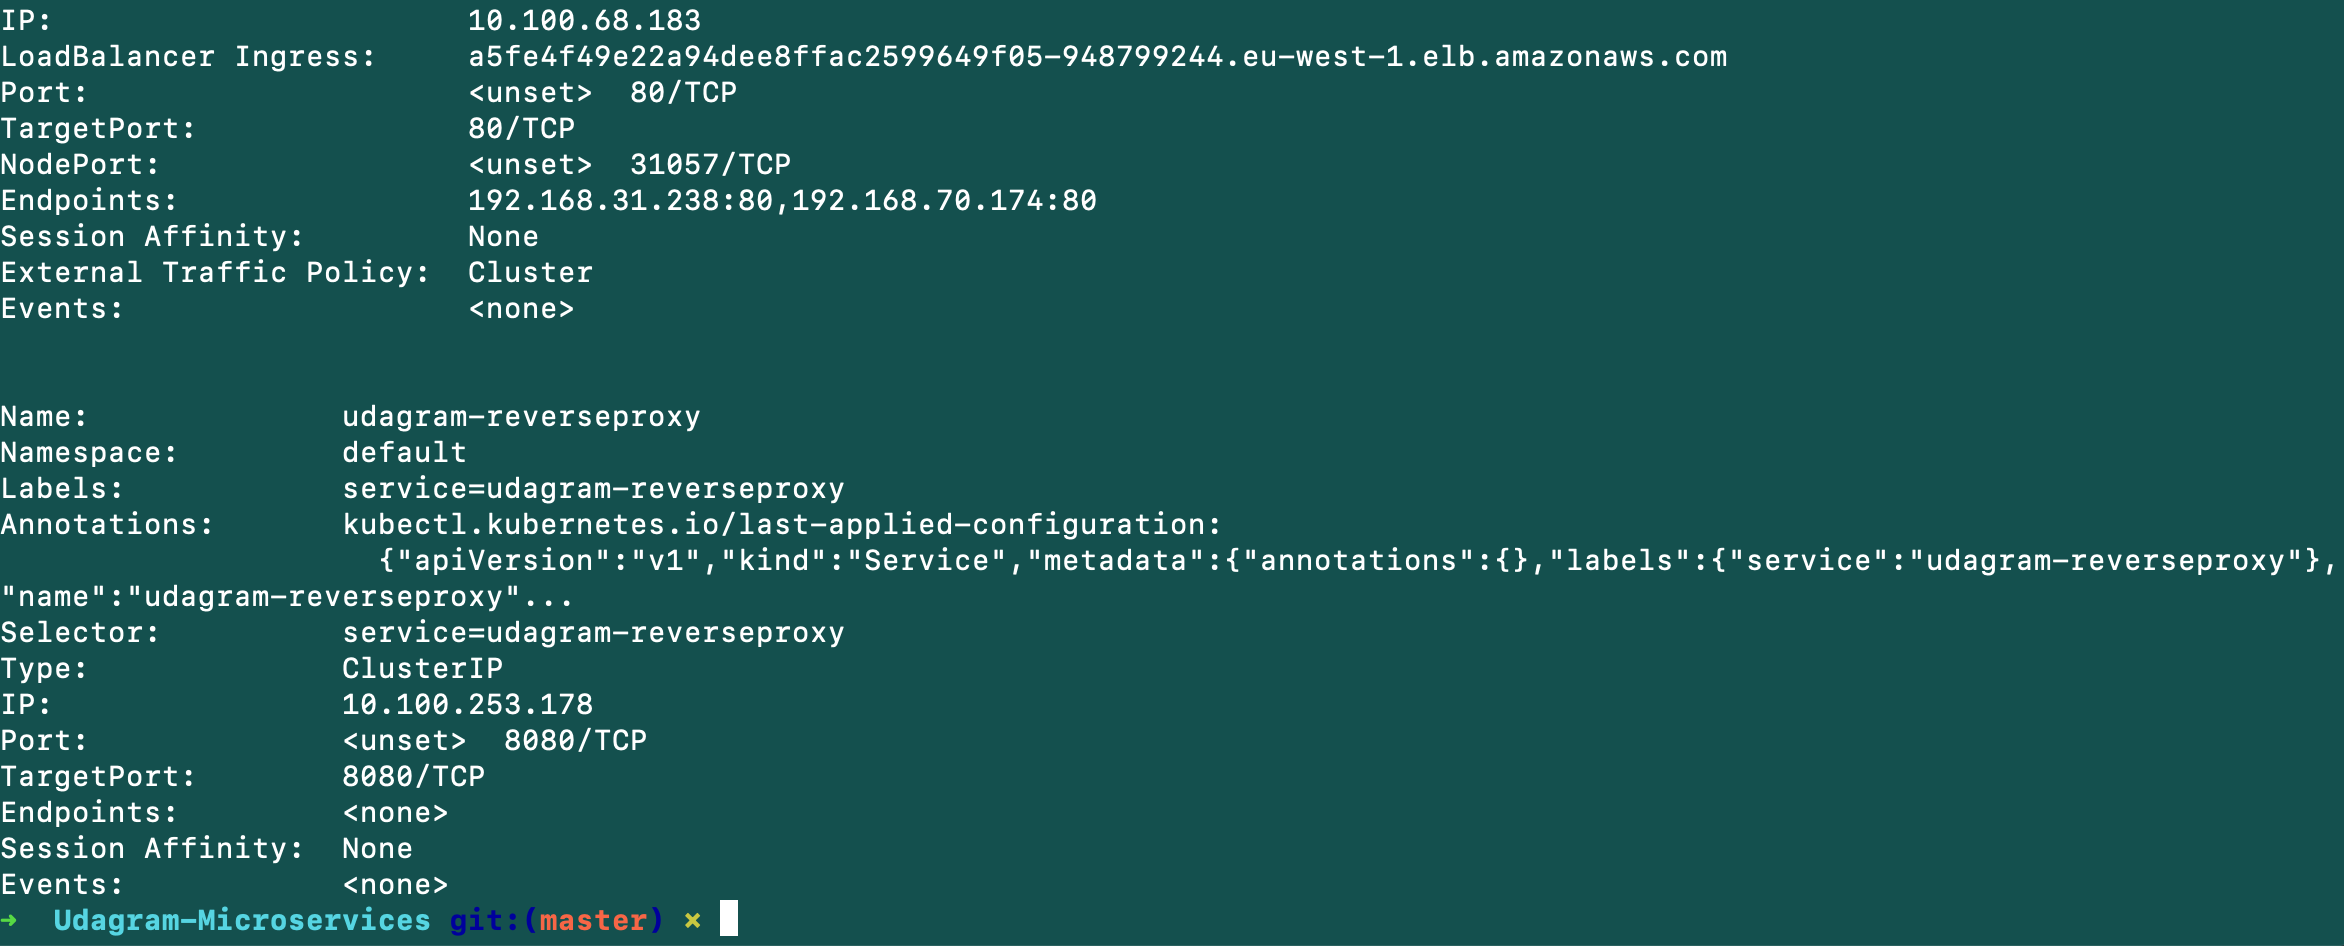 IP:                       10.100.68.183
LoadBalancer Ingress:     a5fe4f49e22a94dee8ffac2599649f05-948799244.eu-west-1.elb.amazonaws.com
Port:                     <unset>  80/TCP
TargetPort:               80/TCP
NodePort:                 <unset>  31057/TCP
Endpoints:                192.168.31.238:80,192.168.70.174:80
Session Affinity:         None
External Traffic Policy:  Cluster
Events:                   <none>
Name:              udagram-reverseproxy
Namespace:         default
Labels:            service=udagram-reverseproxy
Annotations:       kubectl.kubernetes.io/last-applied-configuration:
                     {"apiVersion":"v1","kind":"Service","metadata":{"annotations":{},"labels":{"service":"udagram-reverseproxy"},
"name":"udagram-reverseproxy"...
Selector:          service=udagram-reverseproxy
Type:              ClusterIP
IP:                10.100.253.178
Port:              <unset>  8080/TCP
TargetPort:        8080/TCP
Endpoints:         <none>
Session Affinity:  None
Events:            <none>
➜  Udagram-Microservices git:(master) ✗